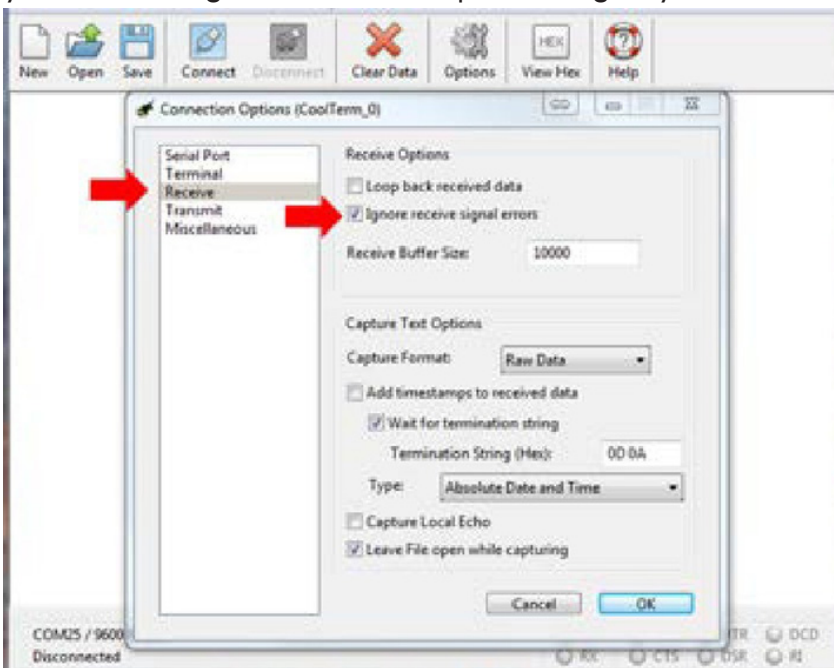 New Open Save Connect Disconnect Clear Data Options View Hex Help
HEX
Connection Options (CoolTerm_0)
Serial Port
Terminal
Receive
Transmit
Miscellaneous
Receive Options
Loop back received data
Ignore receive signal errors
Receive Buffer Size: 10000
Capture Text Options
Capture Format: Raw Data
Add timestamps to received data
Wait for termination string
Termination String (Hex): 0D 0A
Type: Absolute Date and Time
Capture Local Echo
Leave File open while capturing
Cancel OK
COM25 / 9600 DCD
Disconnected RX CTS DSR RI